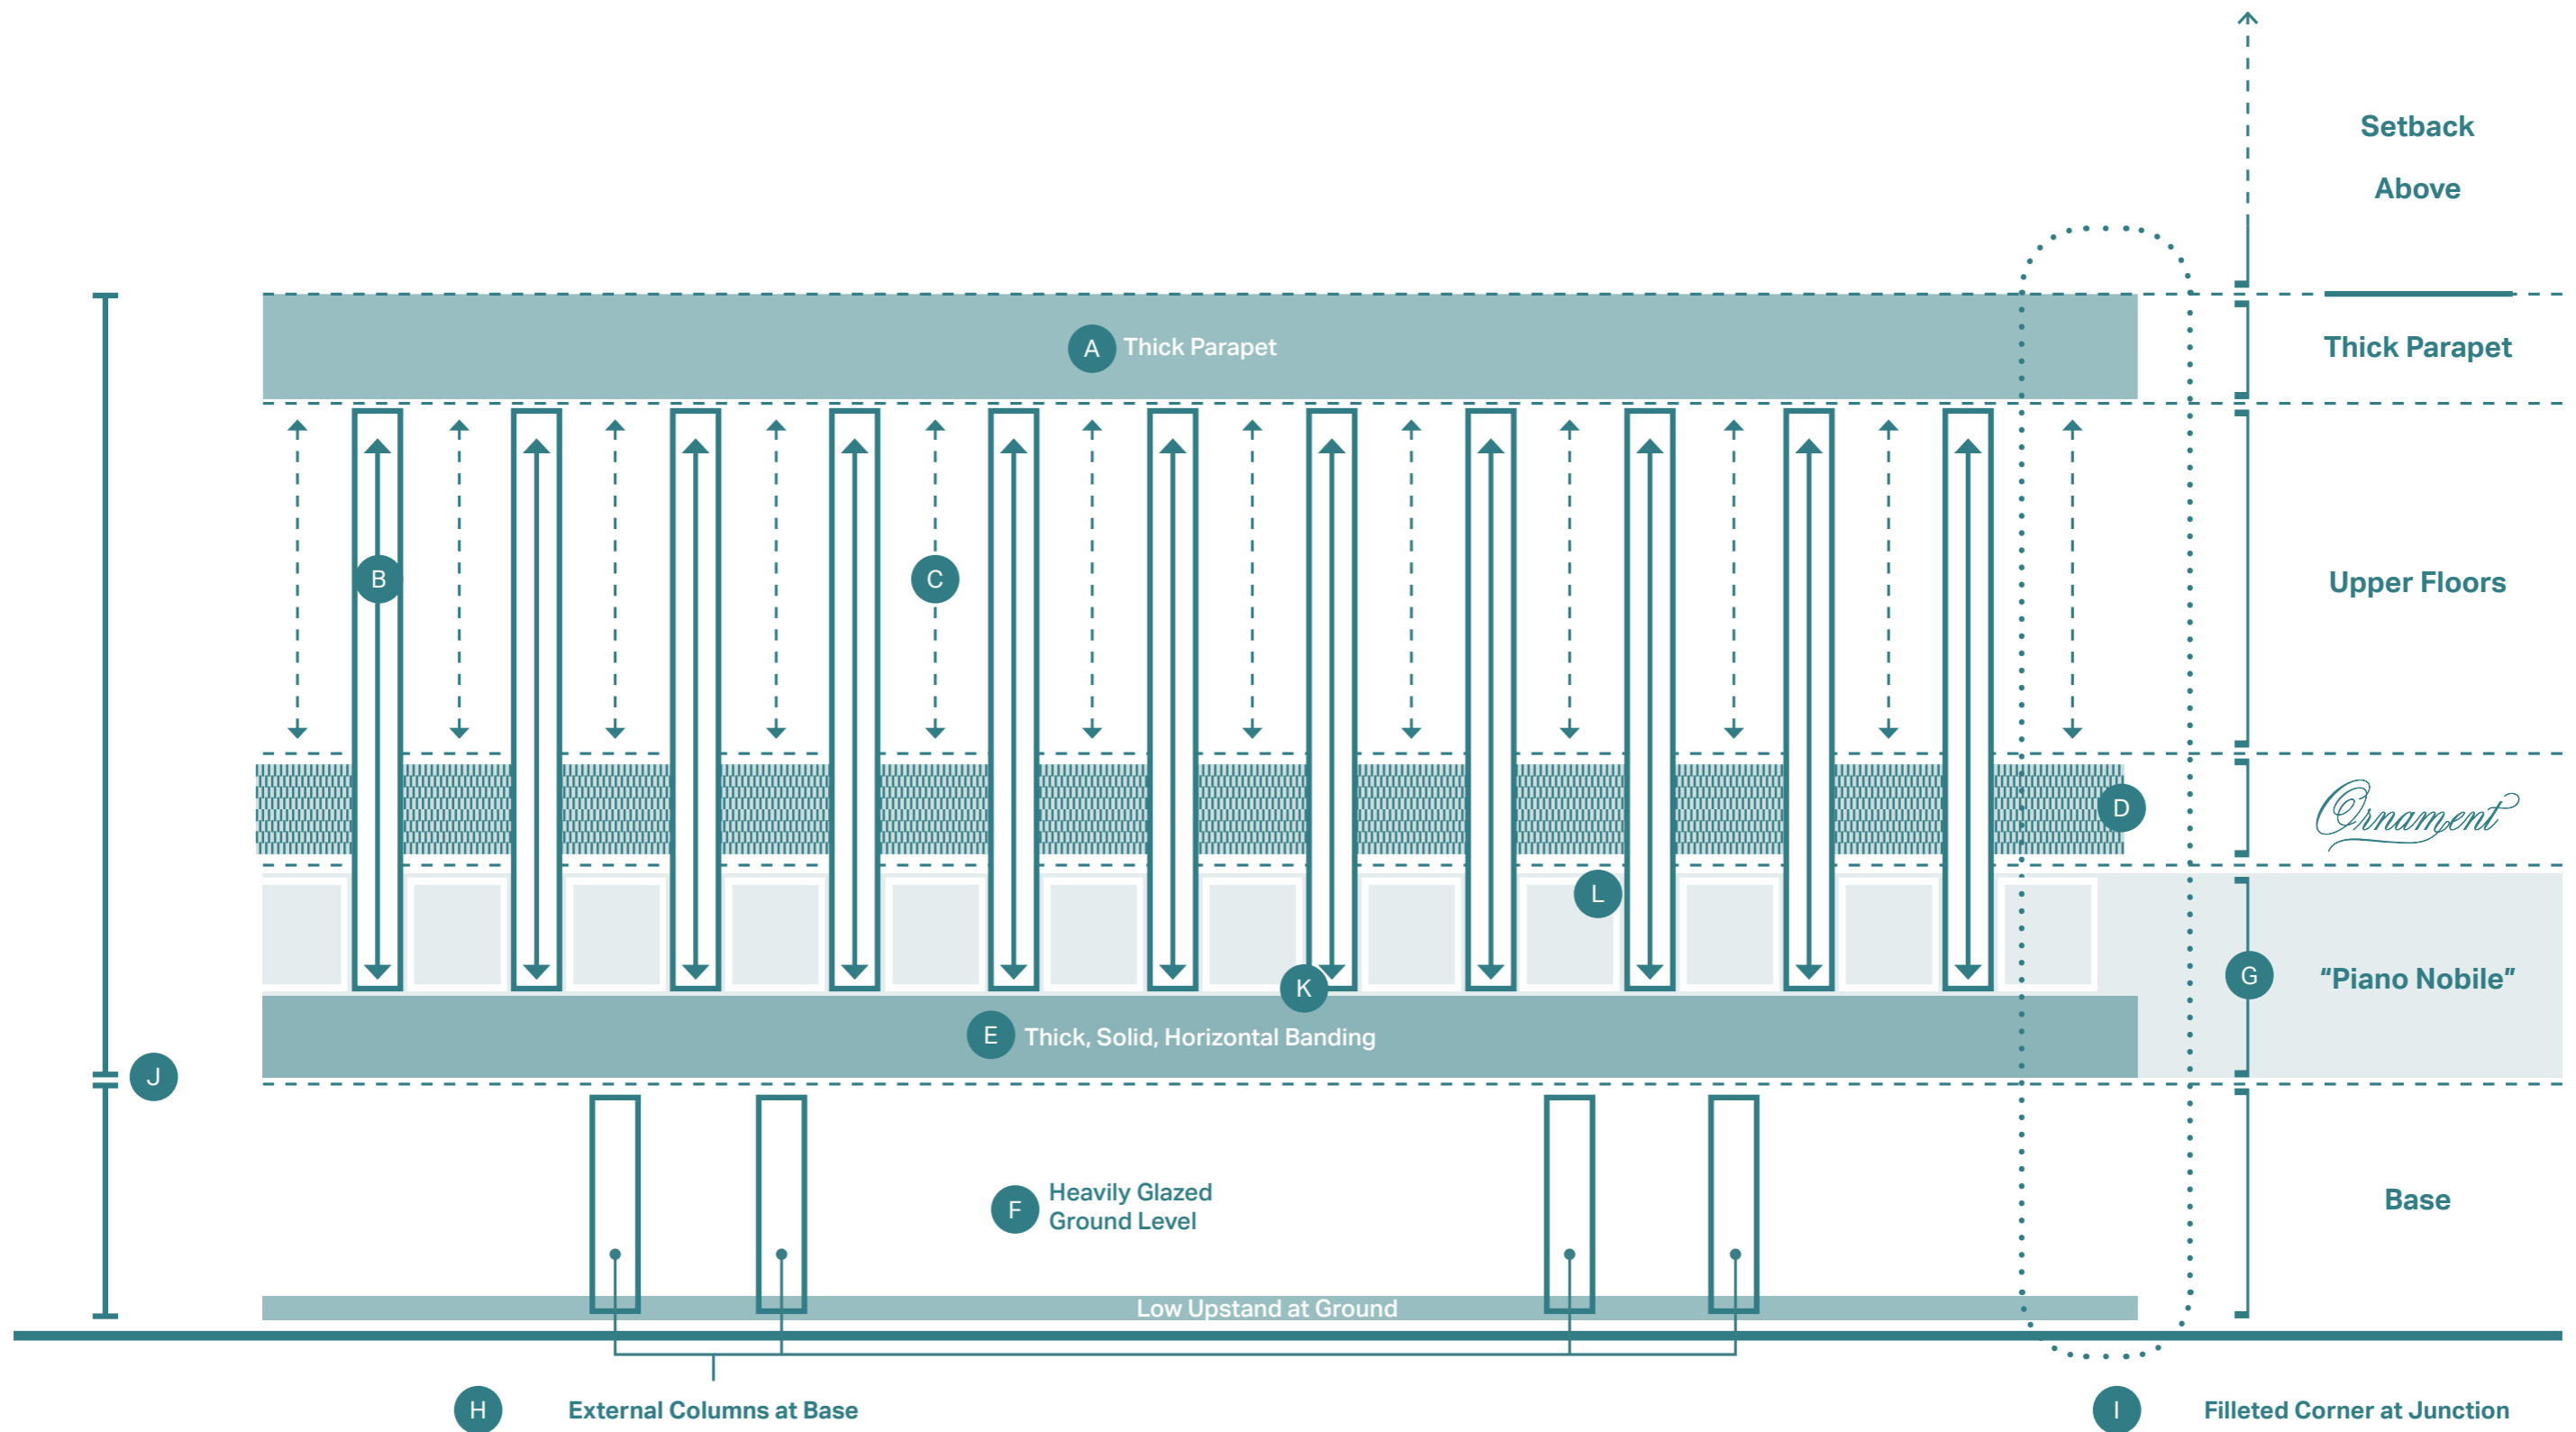 Setback
Above
A Thick Parapet
Thick Parapet
B
C
Upper Floors
D
Ornament
L
G
“Piano Nobile”
K
E Thick, Solid, Horizontal Banding
J
F Heavily Glazed
Ground Level
Base
Low Upstand at Ground
H External Columns at Base
I Filleted Corner at Junction